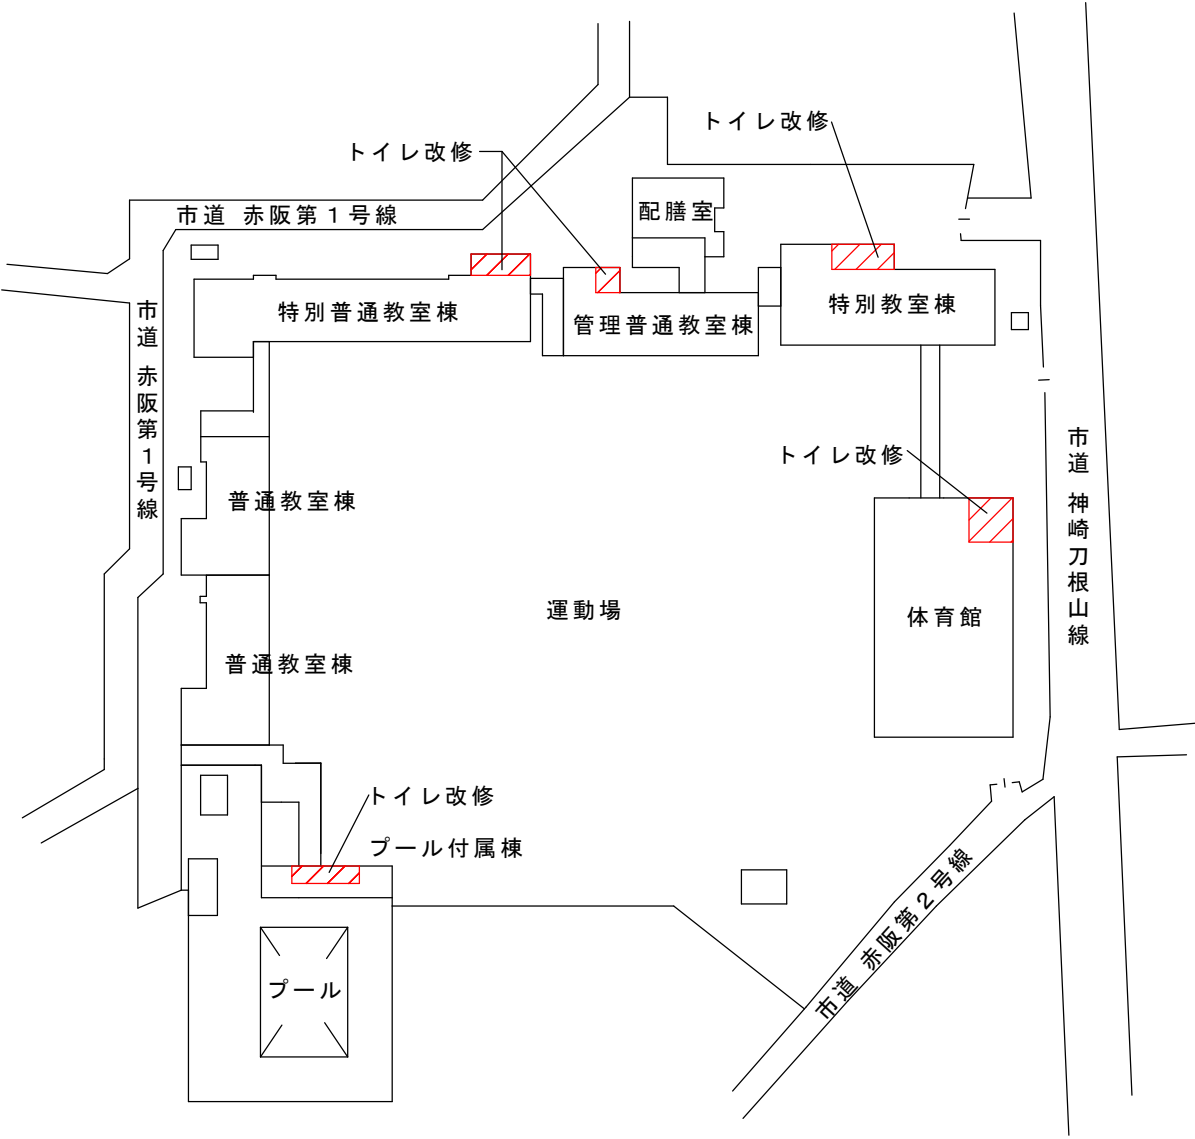 トイレ改修
トイレ改修
配膳室
市道 赤阪第１号線
特別普通教室棟
管理普通教室棟
特別教室棟
市道 赤阪第１号線
市道 神崎刀根山線
トイレ改修
普通教室棟
運動場
体育館
普通教室棟
トイレ改修
プール付属棟
市道 赤阪第２号線
プール